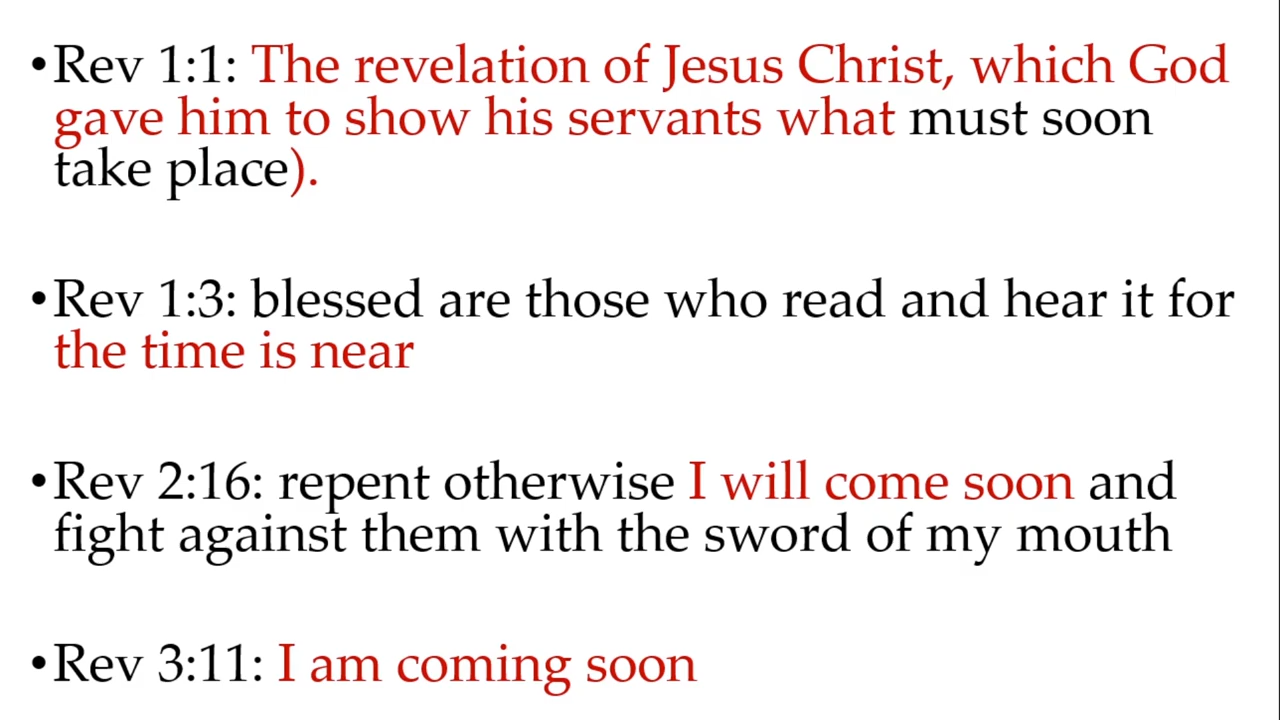 •Rev 1:1: The revelation of Jesus Christ, which God
gave him to show his servants what must soon
take place).
•Rev 1:3: blessed are those who read and hear it for
the time is near
•Rev 2:16: repent otherwise I will come soon and
fight against them with the sword of my mouth
•Rev 3:11: I am coming soon